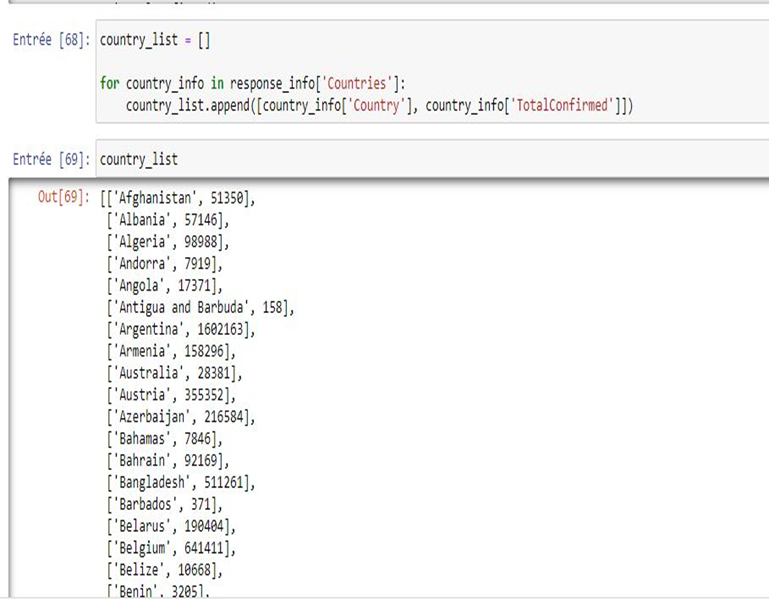 Entrée [68]: country_list = []
for country_info in response_info['Countries']:
country_list.append([country_info['Country'], country_info['TotalConfirmed']])
Entrée [69]: country_list
Out[69]: [['Afghanistan', 51350],
['Albania', 57146],
['Algeria', 98988],
['Andorra', 7919],
['Angola', 17371],
['Antigua and Barbuda', 158],
['Argentina', 1602163],
['Armenia', 158296],
['Australia', 28381],
['Austria', 355352],
['Azerbaijan', 216584],
['Bahamas', 7846],
['Bahrain', 92169],
['Bangladesh', 511261],
['Barbados', 371],
['Belarus', 190404],
['Belgium', 641411],
['Belize', 10668],
['Benin', 3205],